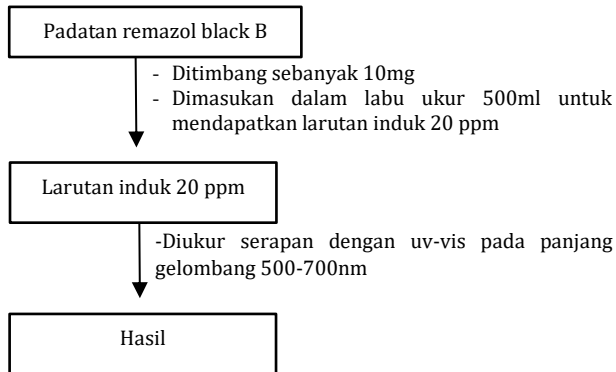 Padatan remazol black B
- Ditimbang sebanyak 10mg
- Dimasukan dalam labu ukur 500ml untuk
mendapatkan larutan induk 20 ppm
Larutan induk 20 ppm
-Diukur serapan dengan uv-vis pada panjang
gelombang 500-700nm
Hasil